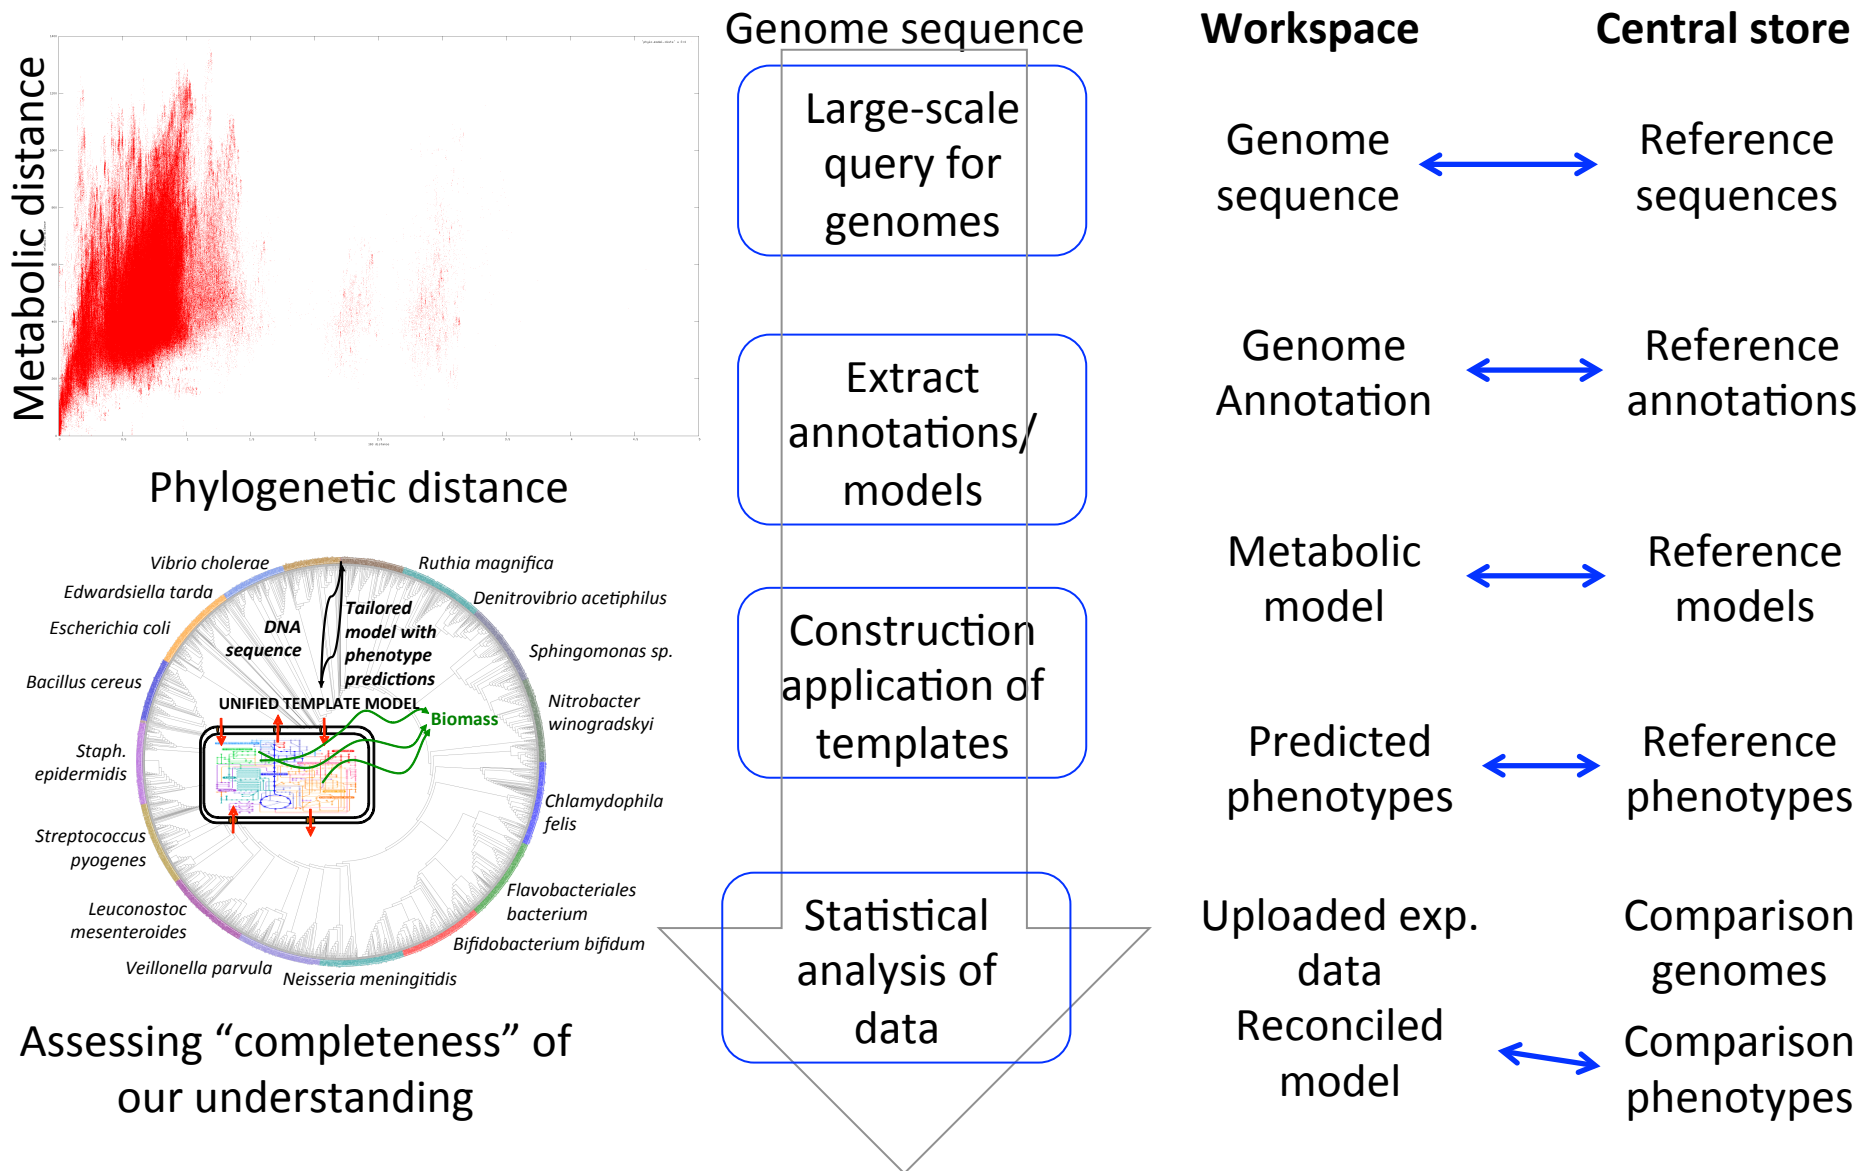 Metabolic distance
Phylogenetic distance
Vibrio cholerae
Ruthia magnifica
Edwardsiella tarda
Denitrovibrio acetiphilus
Escherichia coli
Sphingomonas sp.
Bacillus cereus
Nitrobacter
winogradskyi
Staph.
epidermidis
Chlamydophila
felis
Streptococcus
pyogenes
Flavobacteriales
bacterium
Leuconostoc
mesenteroides
Bifidobacterium bifidum
Veillonella parvula
Neisseria meningitidis
DNA
sequence
Tailored
model with
phenotype
predictions
UNIFIED TEMPLATE MODEL
Biomass
Assessing “completeness” of
our understanding
Genome sequence
Large-scale
query for
genomes
Extract
annotations/
models
Construction
application of
templates
Statistical
analysis of
data
Workspace
Central store
Genome
sequence
Reference
sequences
Genome
Annotation
Reference
annotations
Metabolic
model
Reference
models
Predicted
phenotypes
Reference
phenotypes
Uploaded exp.
data
Comparison
genomes
Reconciled
model
Comparison
phenotypes